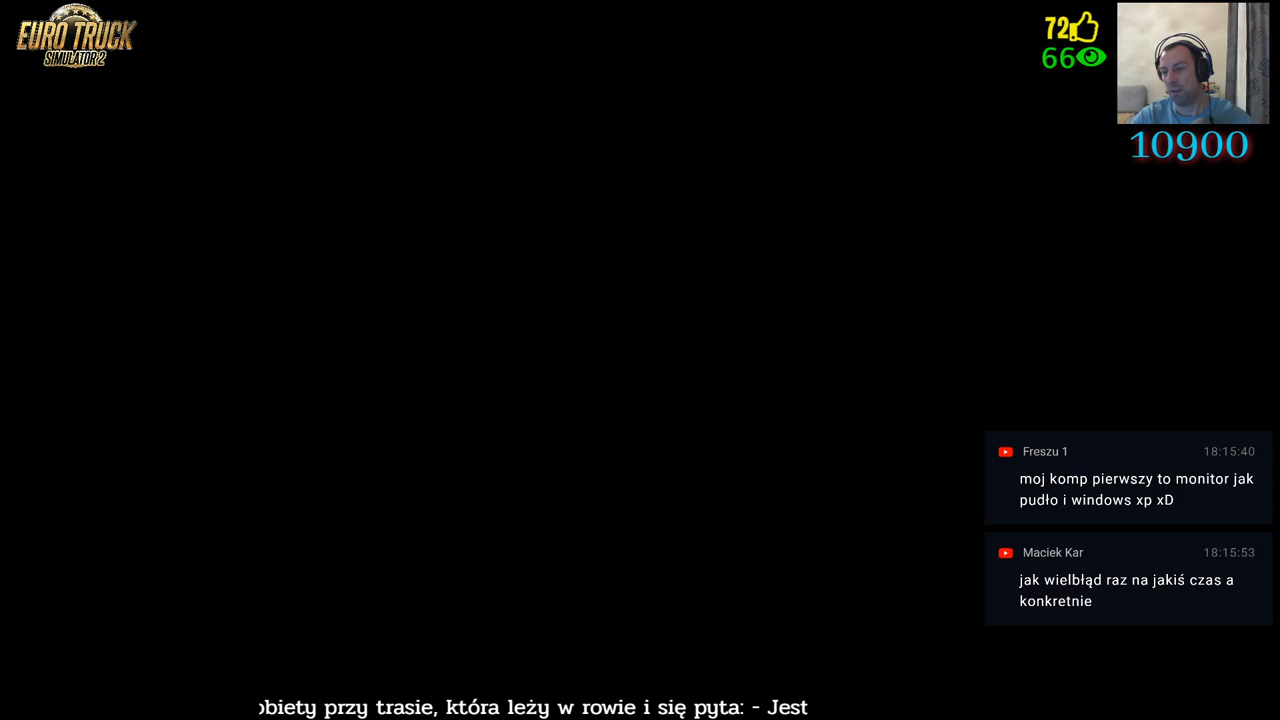 EURO TRUCK
SIMULATOR 2
72
66
10900
Freszu 1
18:15:40
moj komp pierwszy to monitor jak
pudło i windows xp xD
Maciek Kar
18:15:53
jak wielbłąd raz na jakiś czas a
konkretnie
obiety przy trasie, która leży w rowie i się pyta: - Jest